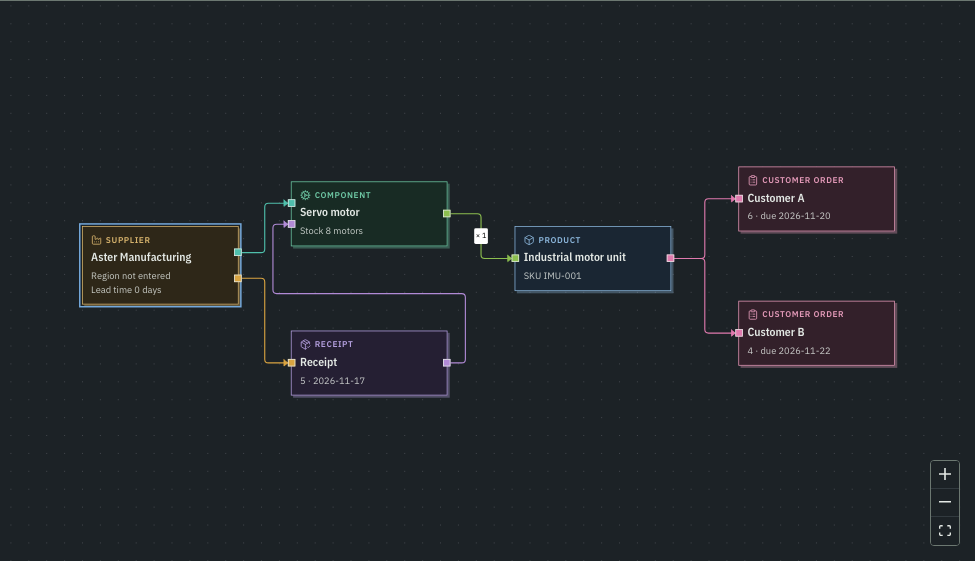 SUPPLIER
Aster Manufacturing
Region not entered
Lead time 0 days
COMPONENT
Servo motor
Stock 8 motors
RECEIPT
Receipt
5 · 2026-11-17
× 1
PRODUCT
Industrial motor unit
SKU IMU-001
CUSTOMER ORDER
Customer A
6 · due 2026-11-20
CUSTOMER ORDER
Customer B
4 · due 2026-11-22